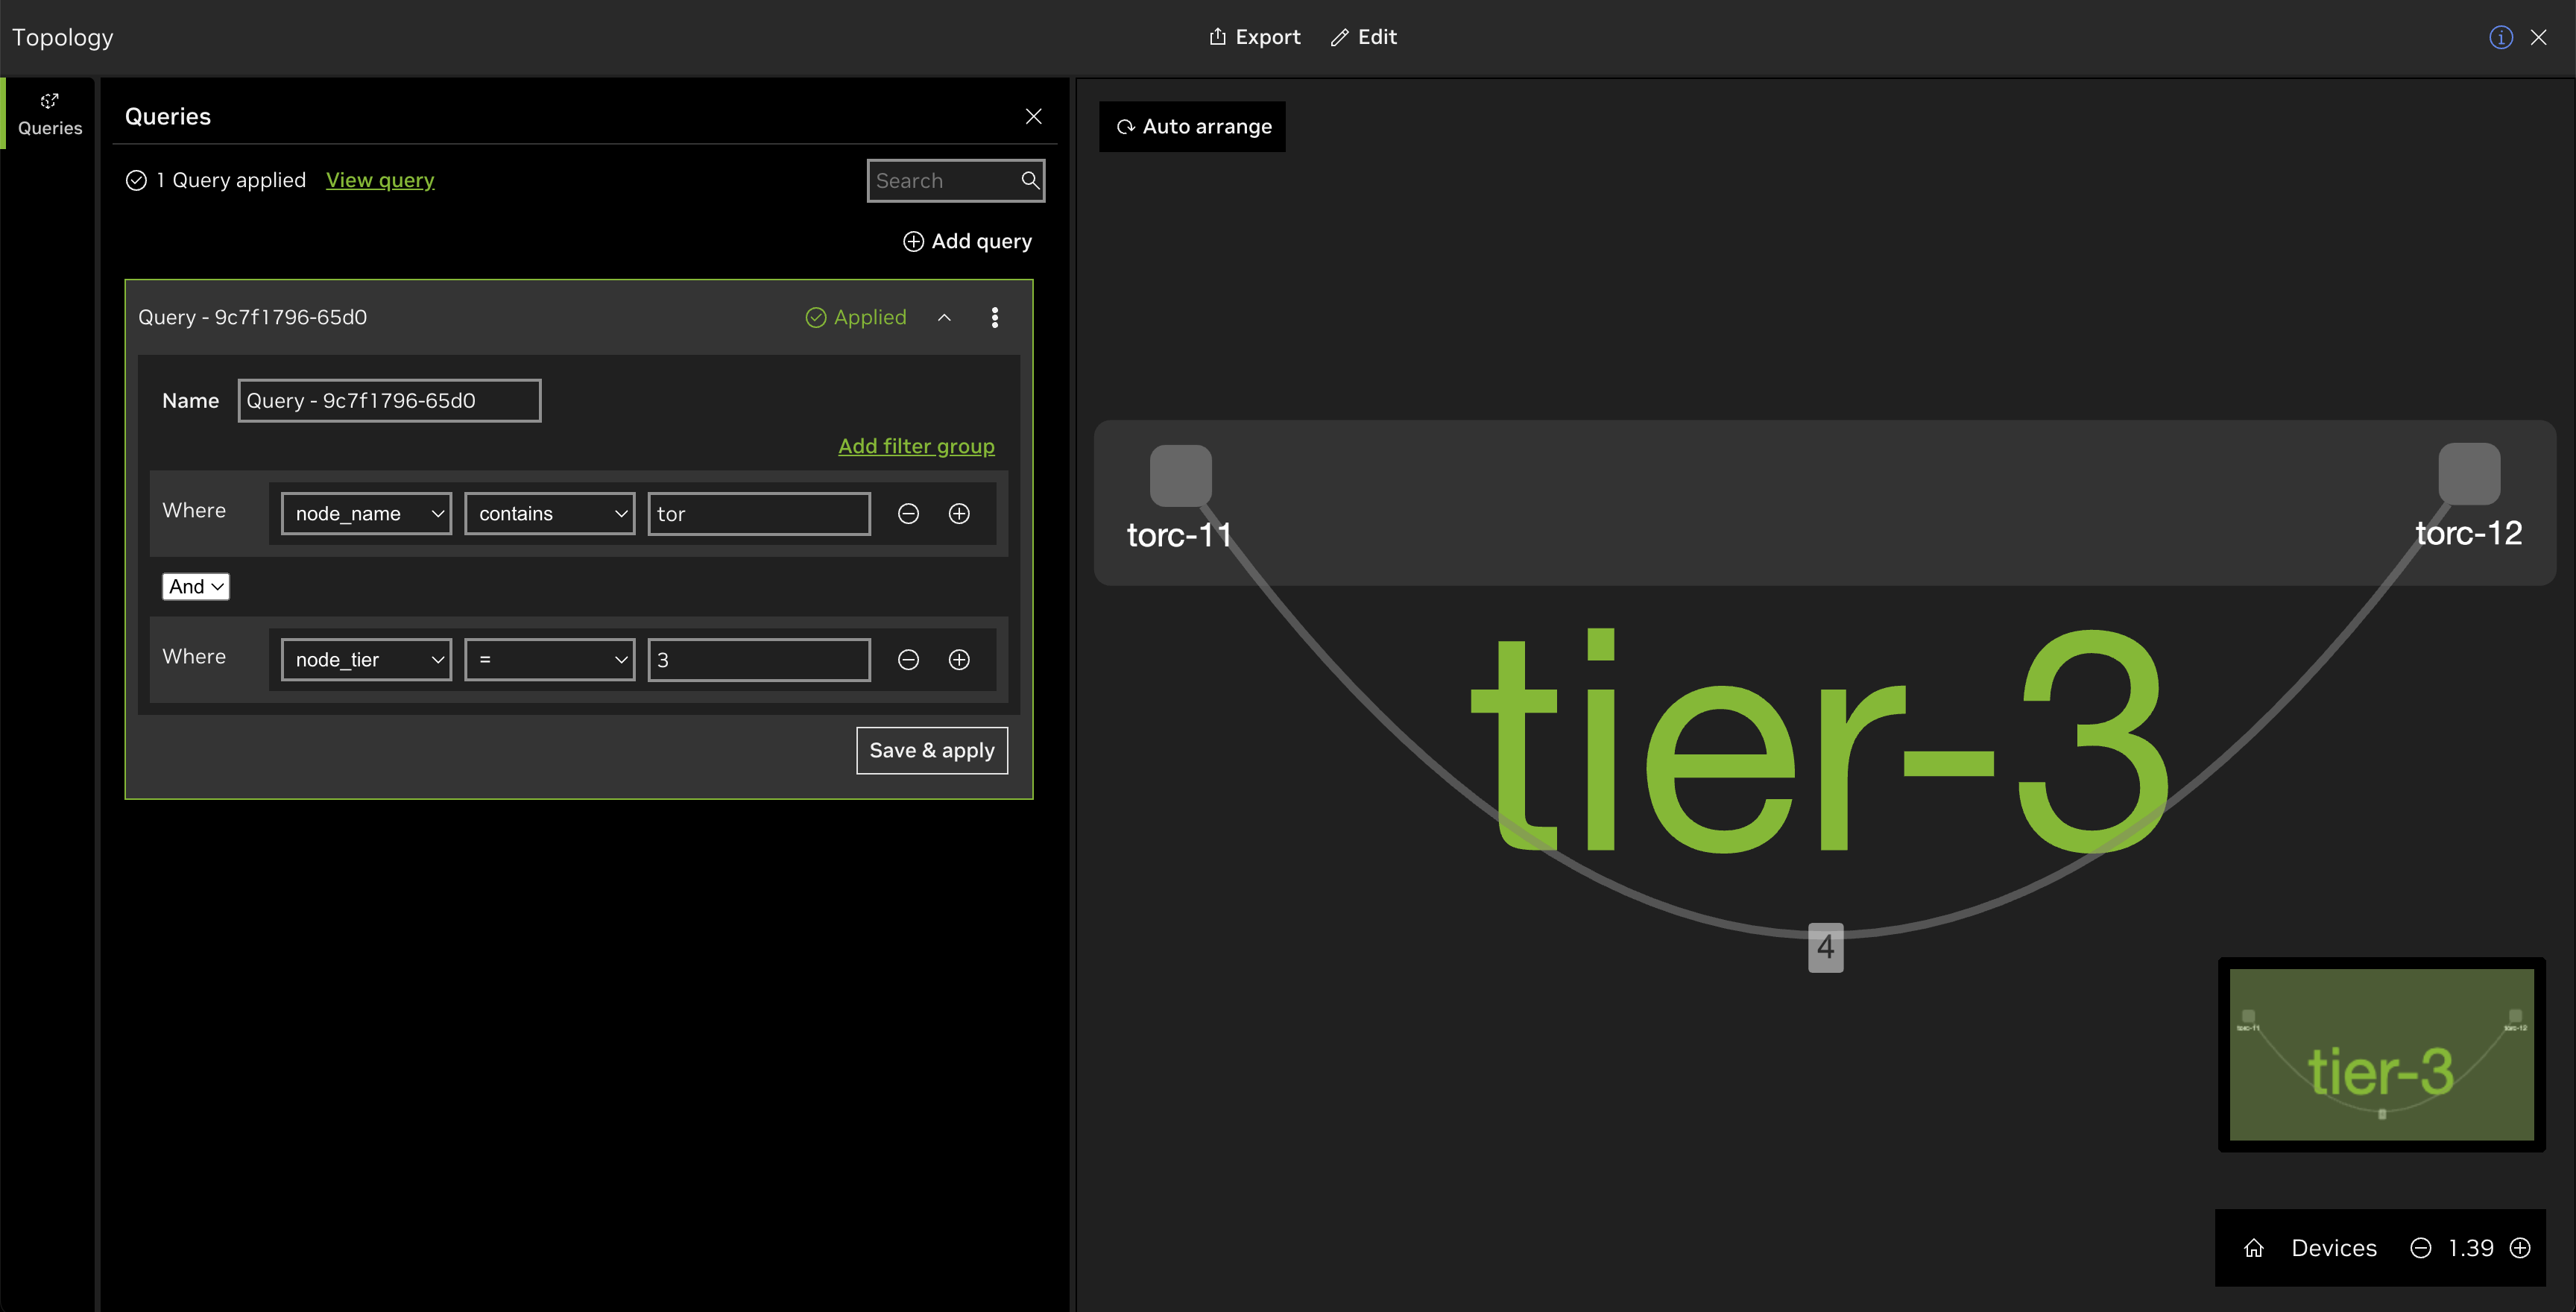 Topology
Export
Edit
Queries
Queries
1 Query applied View query
Search
Add query
Query - 9c7f1796-65d0
Applied
Name
Query - 9c7f1796-65d0
Add filter group
Where node_name contains tor
And
Where node_tier = 3
Save & apply
Auto arrange
torc-11
torc-12
tier-3
4
torc-11
torc-12
tier-3
Devices
1.39